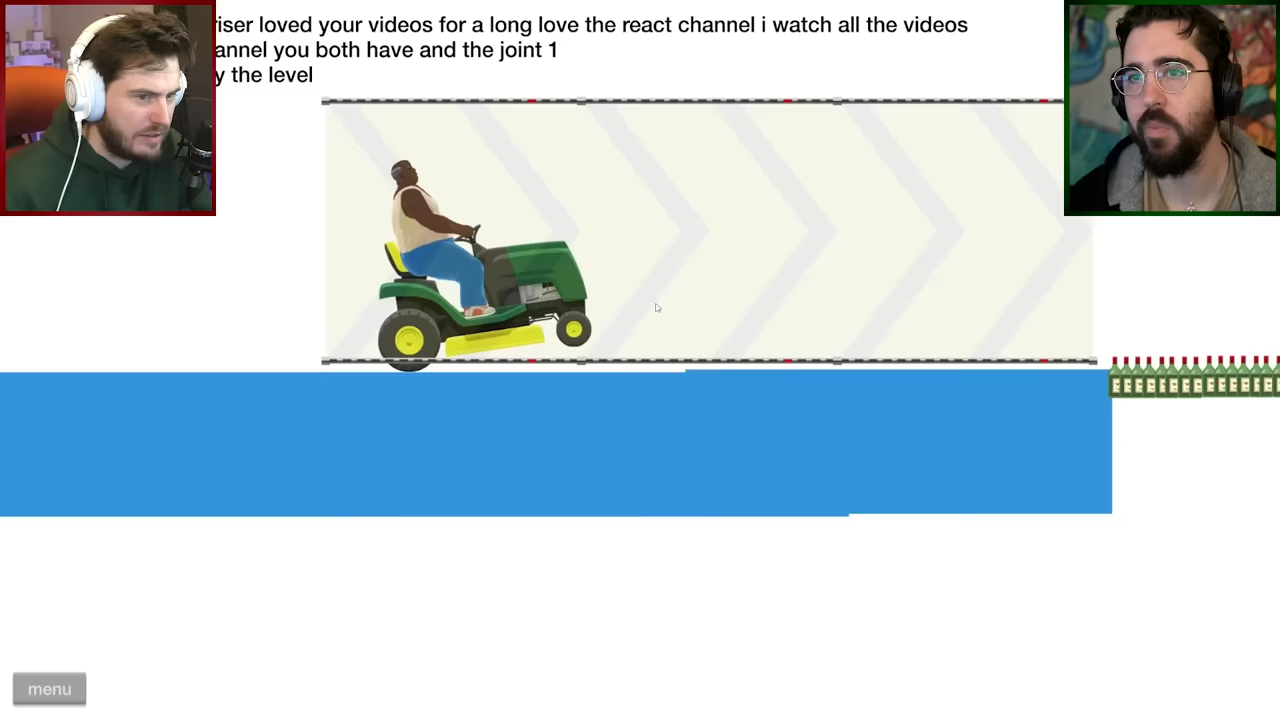 riser loved your videos for a long love the react channel i watch all the videos
annel you both have and the joint 1
y the level
menu